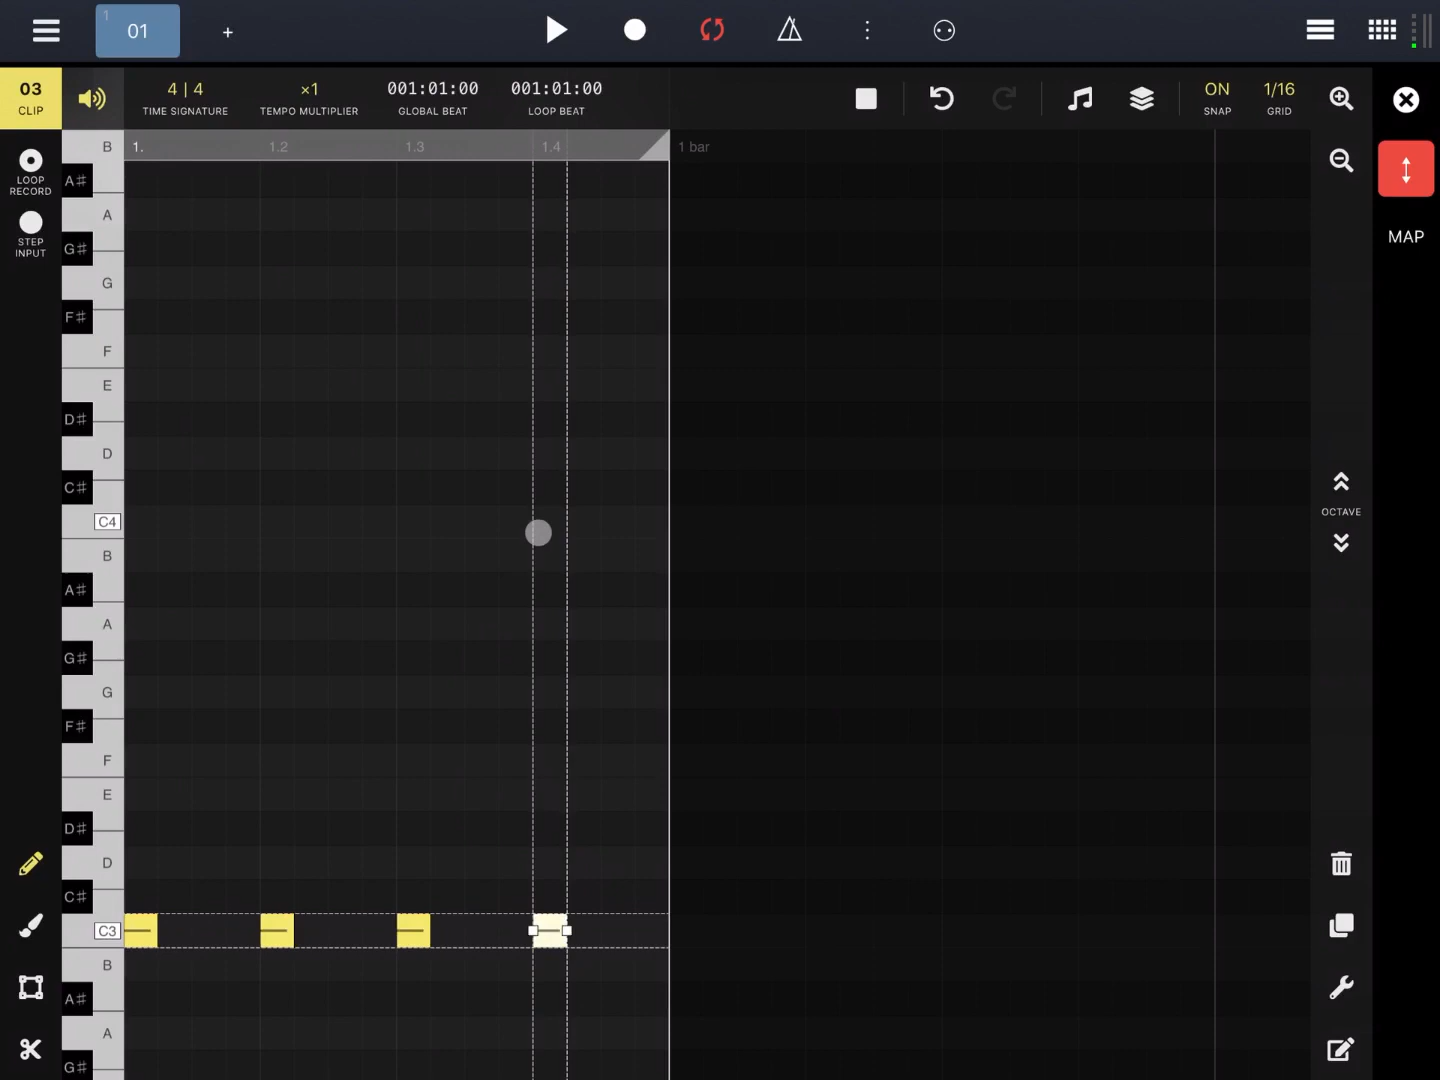 1
01
+
03
CLIP
4 | 4
TIME SIGNATURE
×1
TEMPO MULTIPLIER
001:01:00
GLOBAL BEAT
001:01:00
LOOP BEAT
ON
SNAP
1/16
GRID
LOOP
RECORD
STEP
INPUT
1.
1.2
1.3
1.4
1 bar
MAP
OCTAVE
B
A#
A
G#
G
F#
F
E
D#
D
C#
C4
B
A#
A
G#
G
F#
F
E
D#
D
C#
C3
B
A#
A
G#